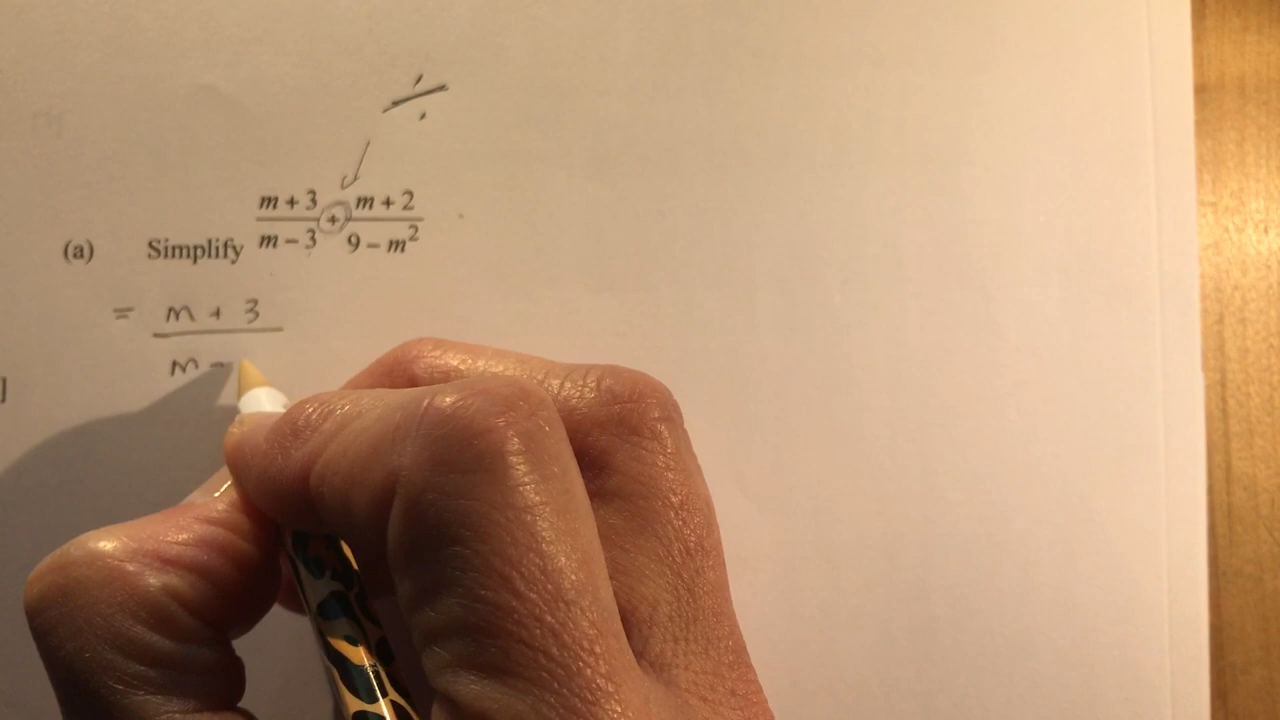 ÷
m + 3 / m − 3 + m + 2 / 9 − m²
(a) Simplify
= m + 3
m -
]